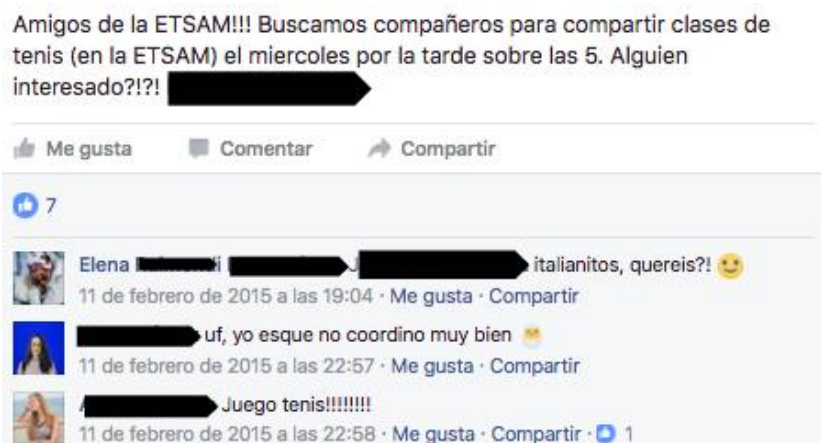 Amigos de la ETSAM!!! Buscamos compañeros para compartir clases de
tenis (en la ETSAM) el miercoles por la tarde sobre las 5. Alguien
interesado?!?!
Me gusta Comentar Compartir
7
Elena italianitos, quereis?!
11 de febrero de 2015 a las 19:04 · Me gusta · Compartir
uf, yo esque no coordino muy bien
11 de febrero de 2015 a las 22:57 · Me gusta · Compartir
Juego tenis!!!!!!!!
11 de febrero de 2015 a las 22:58 · Me gusta · Compartir · 1